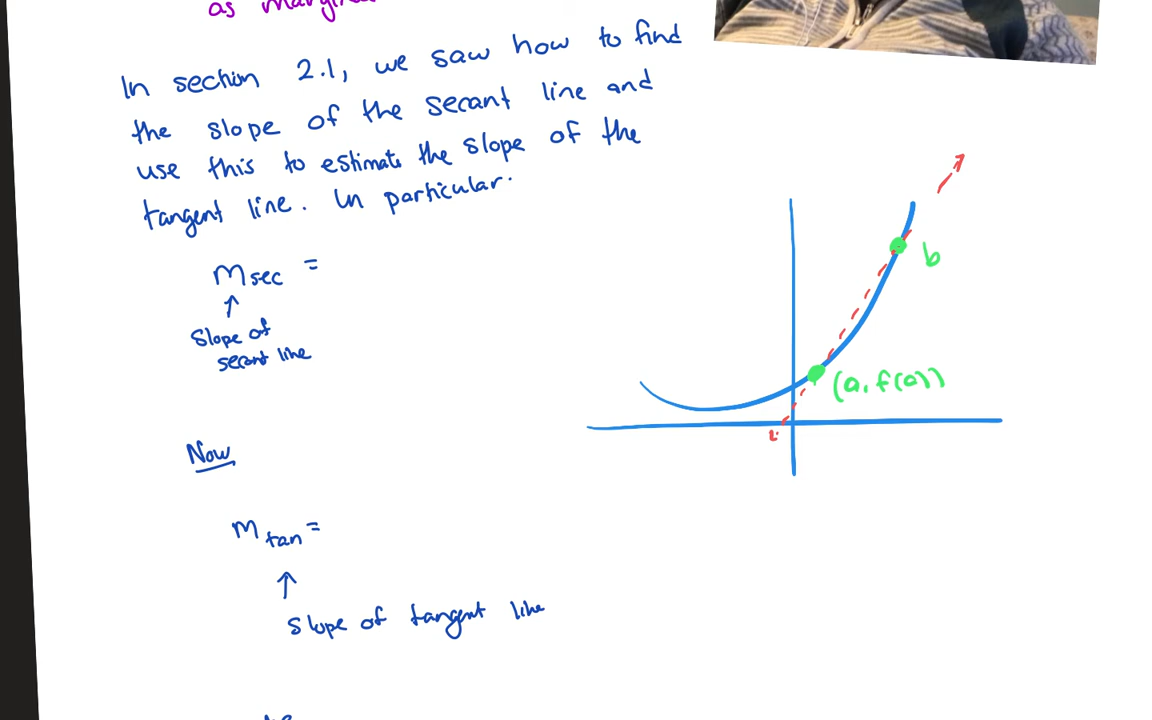 as
In section 2.1, we saw how to find
the slope of the secant line and
use this to estimate the slope of the
tangent line. In particular.
msec =
↑
Slope of
secant line
b
(a, f(a))
Now
mtan =
↑
Slope of tangent line